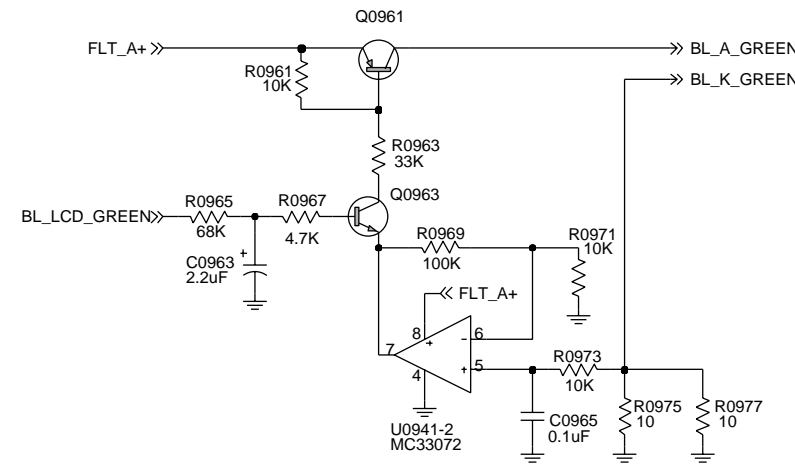 Q0961
FLT_A+
BL_A_GREEN
R0961
10K
BL_K_GREEN
R0963
33K
Q0963
BL_LCD_GREEN
R0965
68K
R0967
4.7K
R0969
100K
R0971
10K
C0963
+
2.2uF
FLT_A+
8
+
-
6
7
+
5
4
R0973
10K
U0941-2
MC33072
C0965
0.1uF
R0975
10
R0977
10